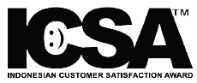 ICSA™
INDONESIAN CUSTOMER SATISFACTION AWARD